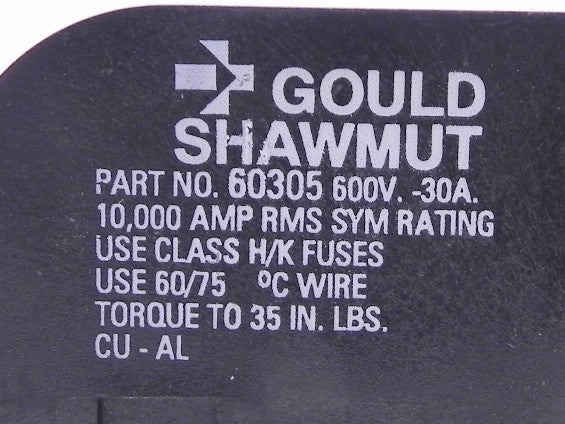 GOULD
SHAWMUT
PART NO. 60305 600V. -30A.
10,000 AMP RMS SYM RATING
USE CLASS H/K FUSES
USE 60/75 ºC WIRE
TORQUE TO 35 IN. LBS.
CU - AL